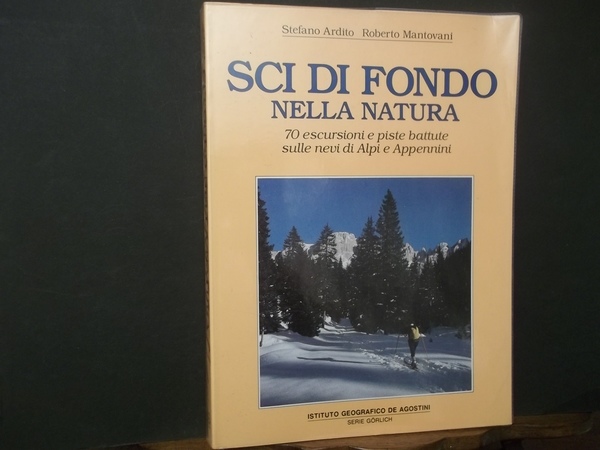 Stefano Ardito Roberto Mantovani
SCI DI FONDO
NELLA NATURA
70 escursioni e piste battute
sulle nevi di Alpi e Appennini
ISTITUTO GEOGRAFICO DE AGOSTINI
SERIE GÖRLICH